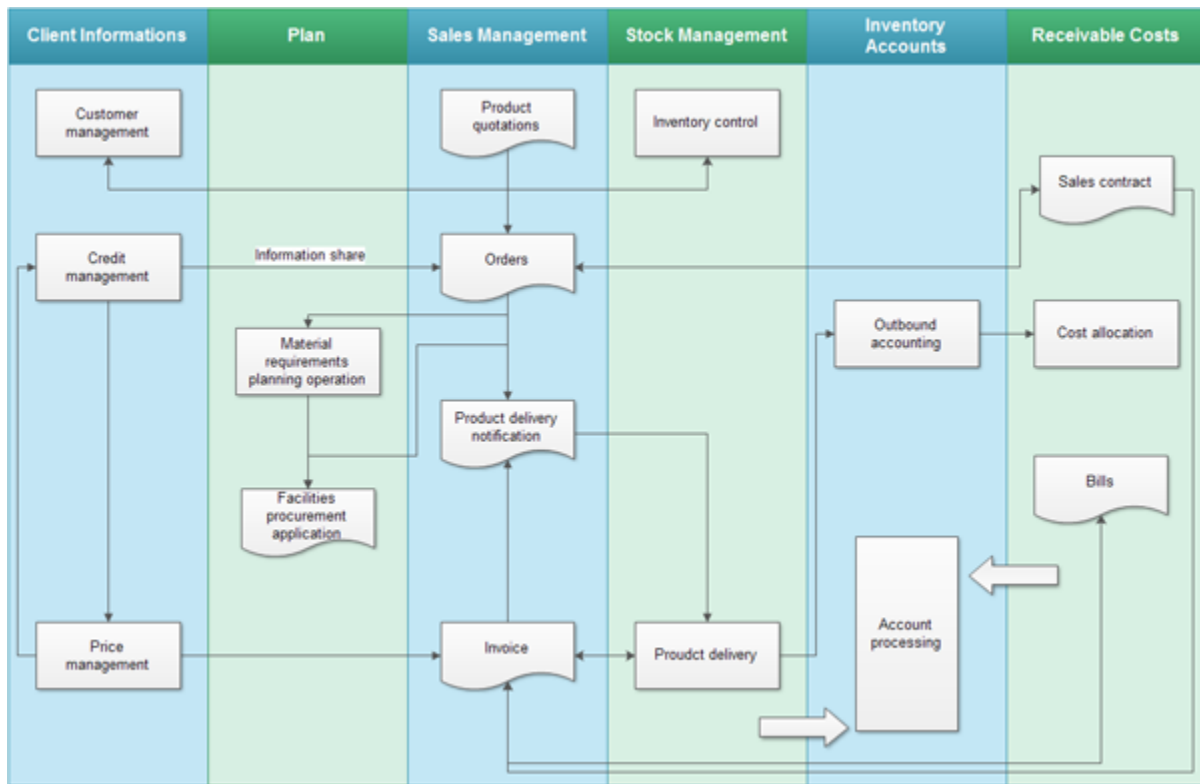 Client Informations
Plan
Sales Management
Stock Management
Inventory
Accounts
Receivable Costs
Customer
management
Product
quotations
Inventory control
Sales contract
Credit
management
Information share
Orders
Material
requirements
planning operation
Outbound
accounting
Cost allocation
Product delivery
notification
Facilities
procurement
application
Bills
Price
management
Invoice
Proudct delivery
Account
processing